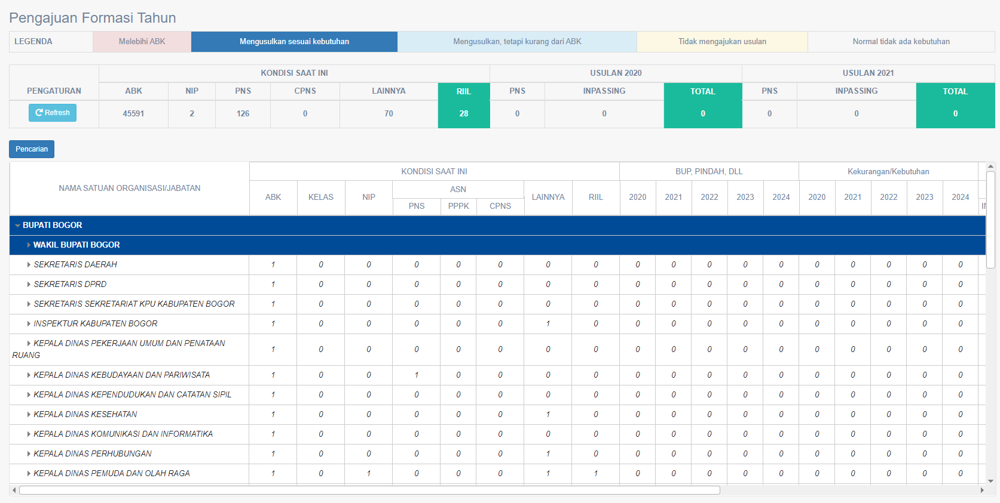 Pengajuan Formasi Tahun
LEGENDA Melebihi ABK Mengusulkan sesuai kebutuhan Mengusulkan, tetapi kurang dari ABK Tidak mengajukan usulan Normal tidak ada kebutuhan
KONDISI SAAT INI USULAN 2020 USULAN 2021
PENGATURAN ABK NIP PNS CPNS LAINNYA RIIL PNS INPASSING TOTAL PNS INPASSING TOTAL
Refresh 45591 2 126 0 70 28 0 0 0 0 0 0
Pencarian
KONDISI SAAT INI BUP, PINDAH, DLL Kekurangan/Kebutuhan
NAMA SATUAN ORGANISASI/JABATAN ABK KELAS NIP ASN LAINNYA RIIL 2020 2021 2022 2023 2024 2020 2021 2022 2023 2024
PNS PPPK CPNS
BUPATI BOGOR
WAKIL BUPATI BOGOR
SEKRETARIS DAERAH 1 0 0 0 0 0 0 0 0 0 0 0 0 0 0 0 0 0
SEKRETARIS DPRD 1 0 0 0 0 0 0 0 0 0 0 0 0 0 0 0 0 0
SEKRETARIS SEKRETARIAT KPU KABUPATEN BOGOR 1 0 0 0 0 0 0 0 0 0 0 0 0 0 0 0 0 0
INSPEKTUR KABUPATEN BOGOR 1 0 0 0 0 0 1 0 0 0 0 0 0 0 0 0 0 0
KEPALA DINAS PEKERJAAN UMUM DAN PENATAAN
RUANG 1 0 0 0 0 0 0 0 0 0 0 0 0 0 0 0 0 0
KEPALA DINAS KEBUDAYAAN DAN PARIWISATA 1 0 0 1 0 0 0 0 0 0 0 0 0 0 0 0 0 0
KEPALA DINAS KEPENDUDUKAN DAN CATATAN SIPIL 1 0 0 0 0 0 0 0 0 0 0 0 0 0 0 0 0 0
KEPALA DINAS KESEHATAN 1 0 0 0 0 0 1 0 0 0 0 0 0 0 0 0 0 0
KEPALA DINAS KOMUNIKASI DAN INFORMATIKA 1 0 0 0 0 0 0 0 0 0 0 0 0 0 0 0 0 0
KEPALA DINAS PERHUBUNGAN 1 0 0 0 0 0 1 0 0 0 0 0 0 0 0 0 0 0
KEPALA DINAS PEMUDA DAN OLAH RAGA 1 0 1 0 0 0 1 1 0 0 0 0 0 0 0 0 0 0